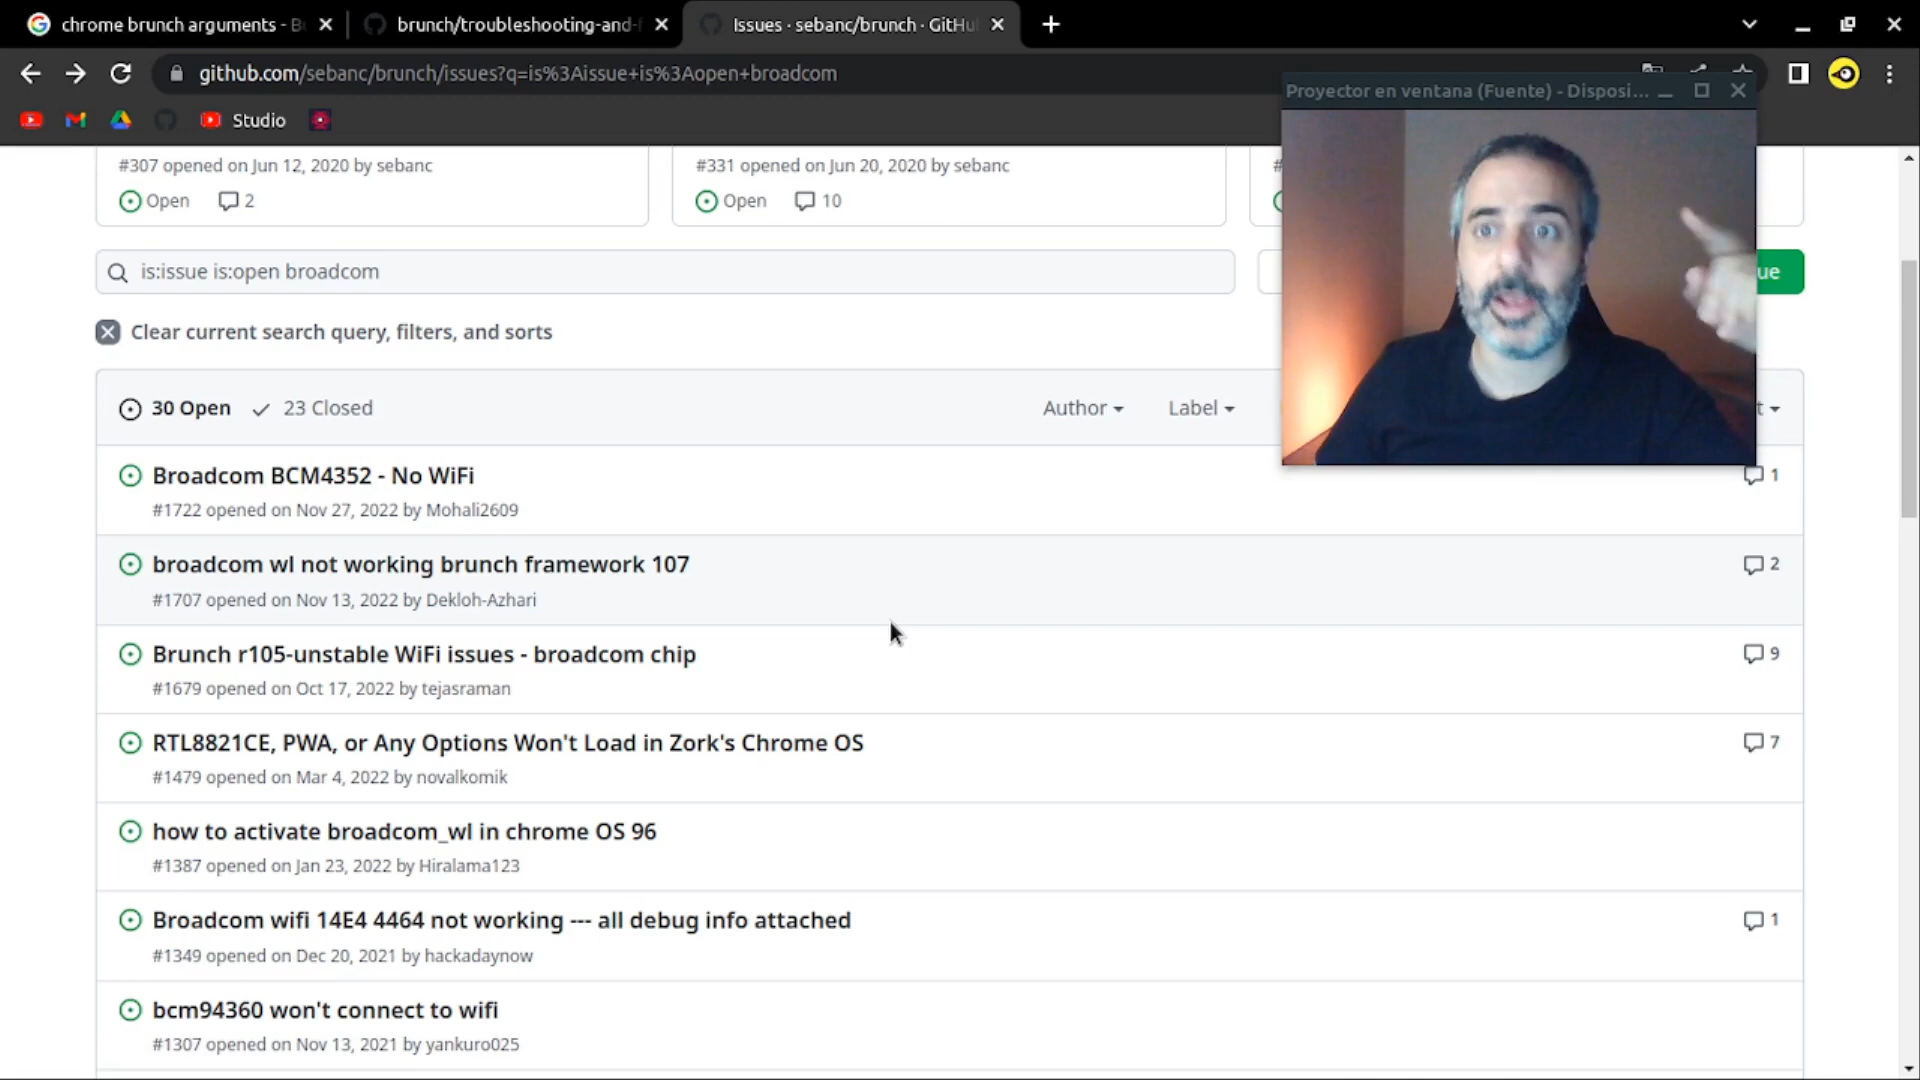 chrome brunch arguments - B
brunch/troubleshooting-and-
Issues · sebanc/brunch · GitHu
github.com/sebanc/brunch/issues?q=is%3Aissue+is%3Aopen+broadcom
Studio
Proyector en ventana (Fuente) - Disposi...
#307 opened on Jun 12, 2020 by sebanc
Open 2
#331 opened on Jun 20, 2020 by sebanc
Open 10
#
is:issue is:open broadcom
ue
Clear current search query, filters, and sorts
30 Open 23 Closed Author Label t
Broadcom BCM4352 - No WiFi
1
#1722 opened on Nov 27, 2022 by Mohali2609
broadcom wl not working brunch framework 107
2
#1707 opened on Nov 13, 2022 by Dekloh-Azhari
Brunch r105-unstable WiFi issues - broadcom chip
9
#1679 opened on Oct 17, 2022 by tejasraman
RTL8821CE, PWA, or Any Options Won't Load in Zork's Chrome OS
7
#1479 opened on Mar 4, 2022 by novalkomik
how to activate broadcom_wl in chrome OS 96
#1387 opened on Jan 23, 2022 by Hiralama123
Broadcom wifi 14E4 4464 not working --- all debug info attached
1
#1349 opened on Dec 20, 2021 by hackadaynow
bcm94360 won't connect to wifi
#1307 opened on Nov 13, 2021 by yankuro025